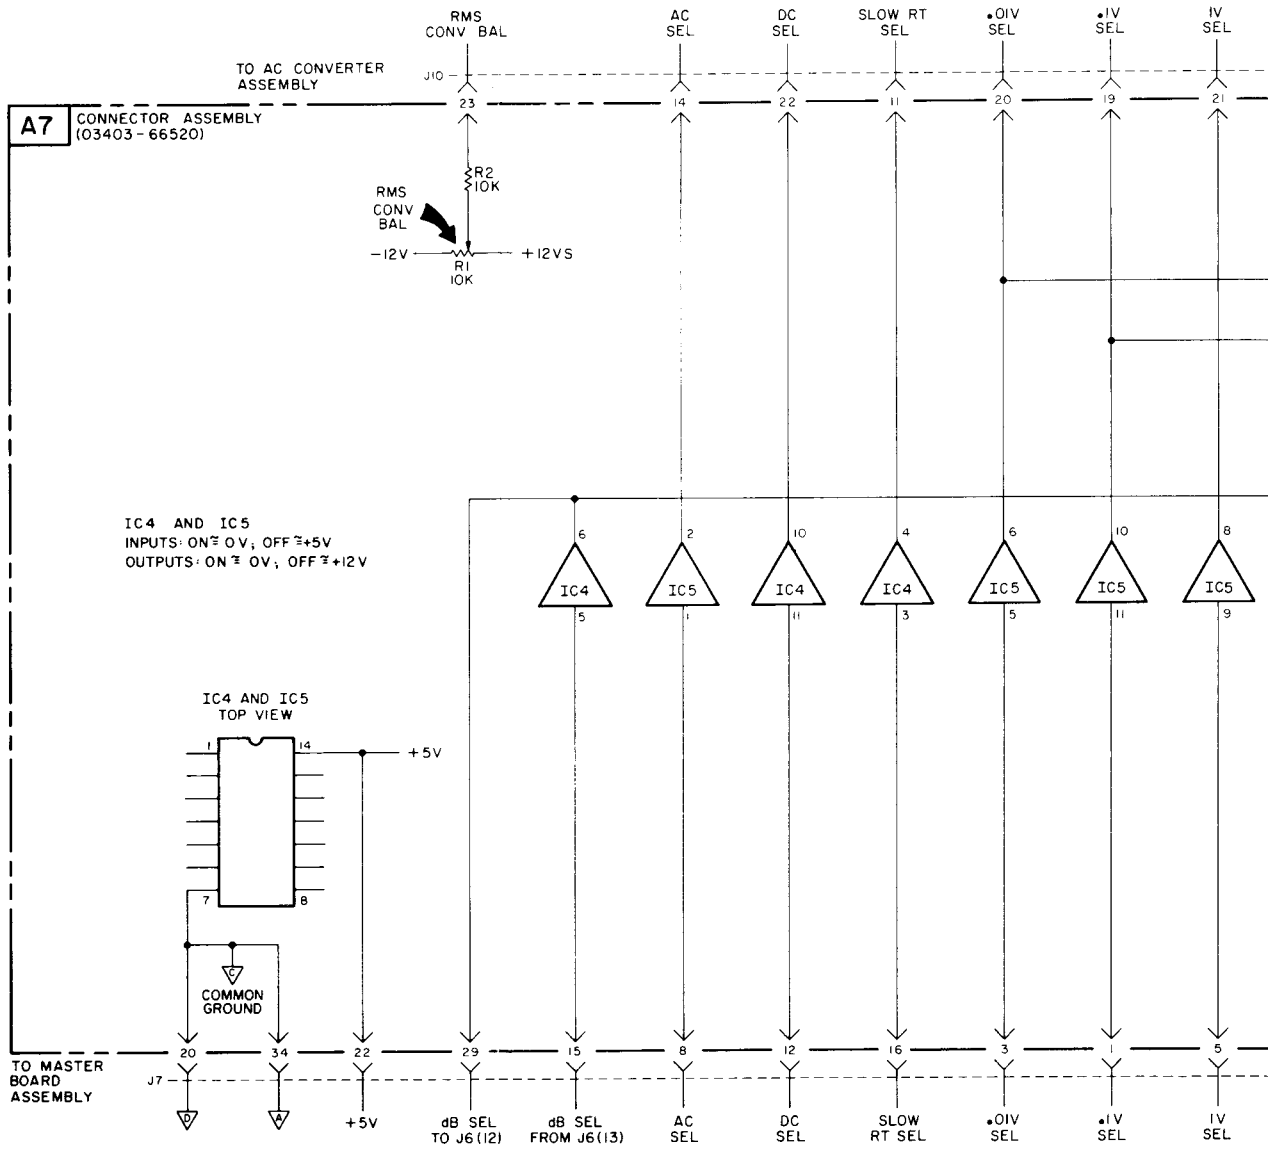 RMS
CONV BAL
AC
SEL
DC
SEL
SLOW RT
SEL
.01V
SEL
.1V
SEL
1V
SEL
TO AC CONVERTER
ASSEMBLY
J10
23 14 22 11 20 19 21
A7
CONNECTOR ASSEMBLY
(03403-66520)
R2
10K
RMS
CONV
BAL
-12V
R1
10K
+12VS
IC4 AND IC5
INPUTS: ON ≅ 0V; OFF ≅ +5V
OUTPUTS: ON ≅ 0V; OFF ≅ +12V
6 2 10 4 6 10 8
IC4 IC5 IC4 IC4 IC5 IC5 IC5
5 1 11 3 5 11 9
IC4 AND IC5
TOP VIEW
1 14
+5V
7 8
C
COMMON
GROUND
20 34 22 29 15 8 12 16 3 1 5
TO MASTER
BOARD
ASSEMBLY
J7
D
A
+5V
dB SEL
TO J6(12)
dB SEL
FROM J6(13)
AC
SEL
DC
SEL
SLOW
RT SEL
.01V
SEL
.1V
SEL
1V
SEL